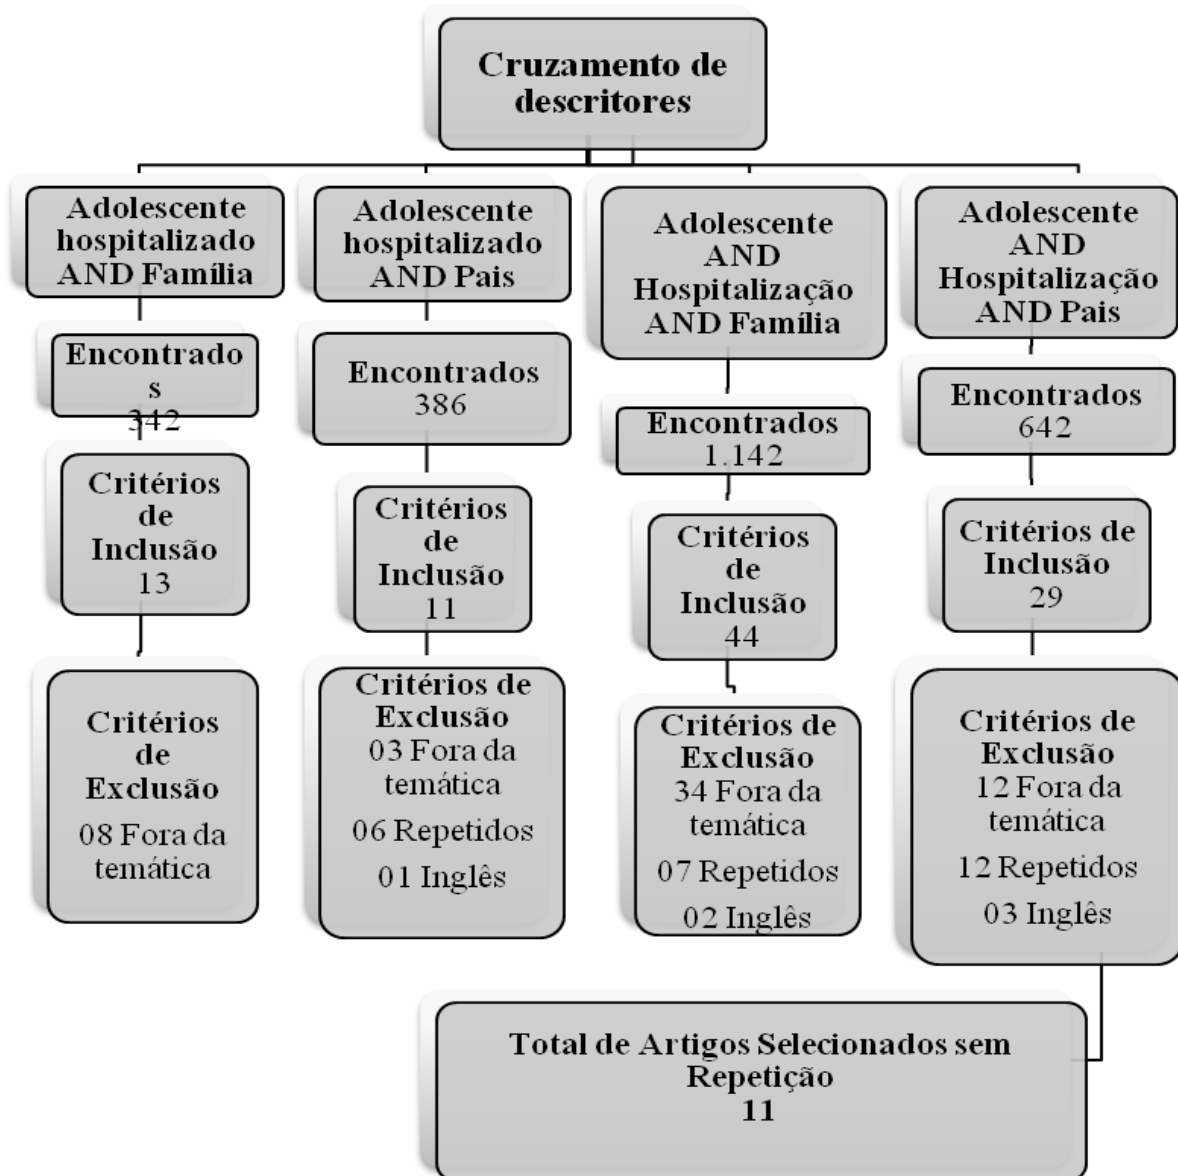 Cruzamento de
descritores
Adolescente
hospitalizado
AND Família
Encontrado
s
342
Critérios
de
Inclusão
13
Critérios
de
Exclusão
08 Fora da
temática
Adolescente
hospitalizado
AND Pais
Encontrados
386
Critérios
de
Inclusão
11
Critérios de
Exclusão
03 Fora da
temática
06 Repetidos
01 Inglês
Adolescente
AND
Hospitalização
AND Família
Encontrados
1.142
Critérios
de
Inclusão
44
Critérios de
Exclusão
34 Fora da
temática
07 Repetidos
02 Inglês
Adolescente
AND
Hospitalização
AND Pais
Encontrados
642
Critérios de
Inclusão
29
Critérios de
Exclusão
12 Fora da
temática
12 Repetidos
03 Inglês
Total de Artigos Selecionados sem
Repetição
11